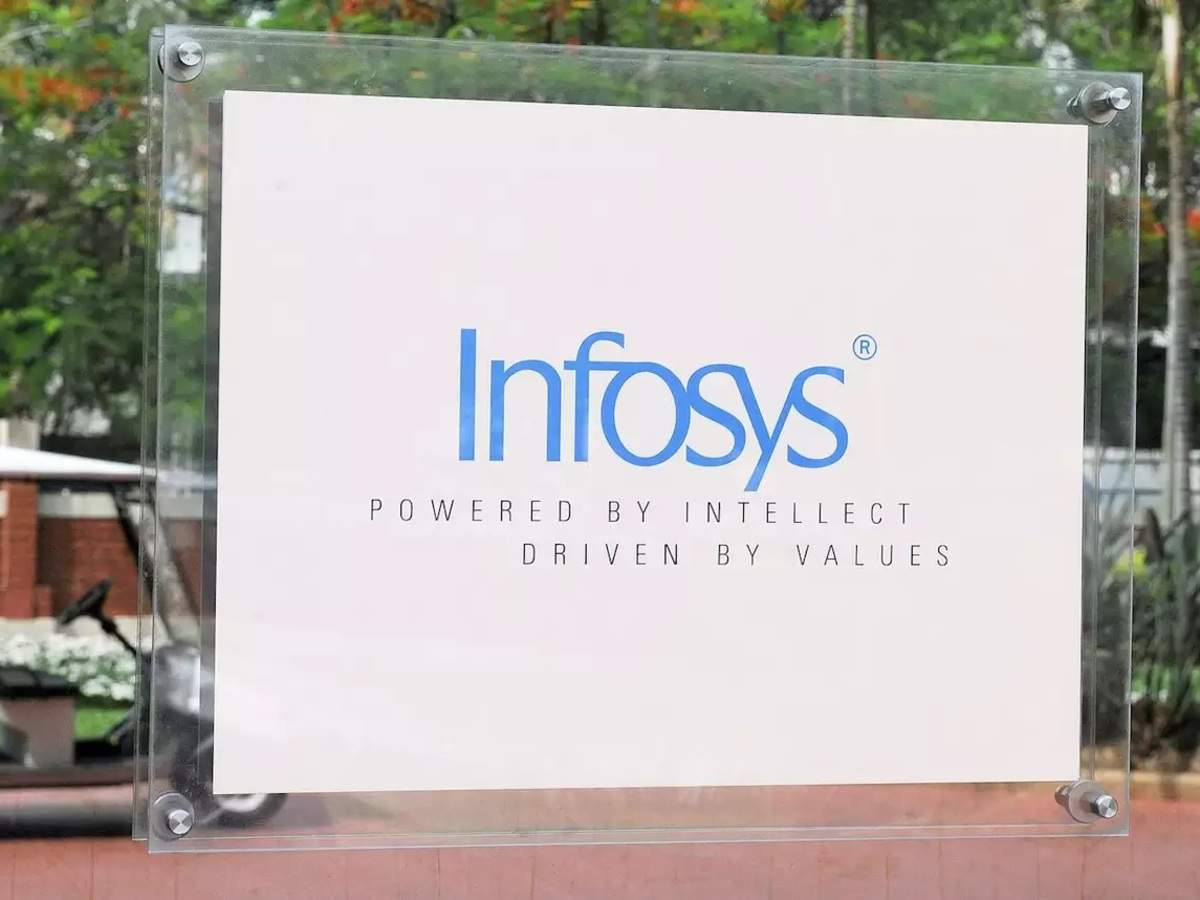 Infosys®
POWERED BY INTELLECT
DRIVEN BY VALUES